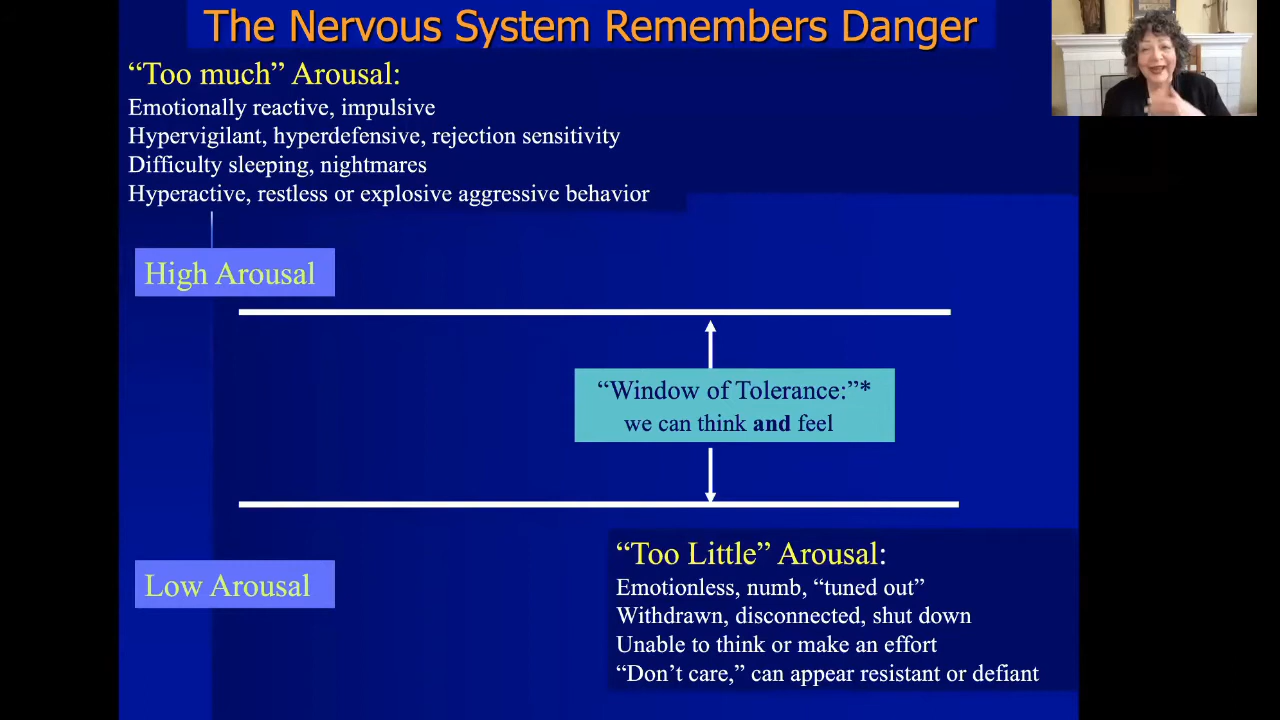 The Nervous System Remembers Danger
“Too much” Arousal:
Emotionally reactive, impulsive
Hypervigilant, hyperdefensive, rejection sensitivity
Difficulty sleeping, nightmares
Hyperactive, restless or explosive aggressive behavior
High Arousal
“Window of Tolerance:”*
we can think and feel
Low Arousal
“Too Little” Arousal:
Emotionless, numb, “tuned out”
Withdrawn, disconnected, shut down
Unable to think or make an effort
“Don’t care,” can appear resistant or defiant